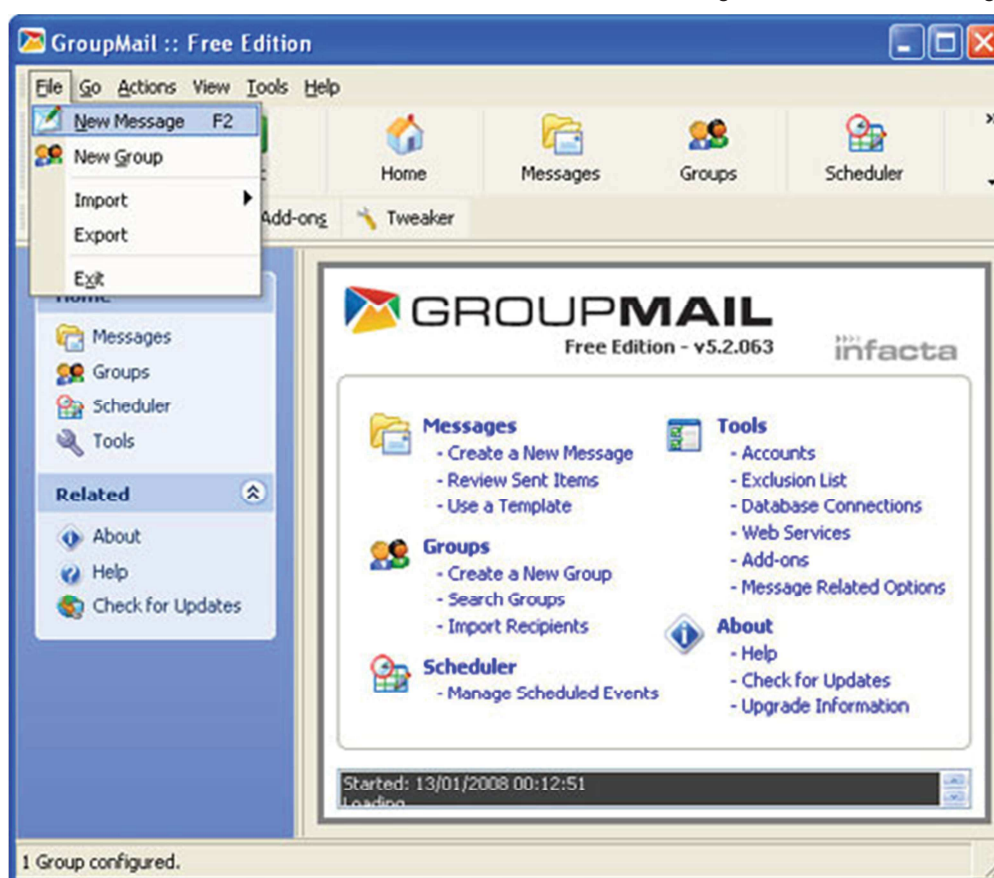 GroupMail :: Free Edition
File Go Actions View Tools Help
New Message F2
New Group
Import
Export
Exit
Home Messages Groups Scheduler
Add-ons Tweaker
Home
Messages
Groups
Scheduler
Tools
Related
About
Help
Check for Updates
GROUPMAIL
Free Edition - v5.2.063
infacta
Messages
- Create a New Message
- Review Sent Items
- Use a Template
Groups
- Create a New Group
- Search Groups
- Import Recipients
Scheduler
- Manage Scheduled Events
Tools
- Accounts
- Exclusion List
- Database Connections
- Web Services
- Add-ons
- Message Related Options
About
- Help
- Check for Updates
- Upgrade Information
Started: 13/01/2008 00:12:51
Loading
1 Group configured.